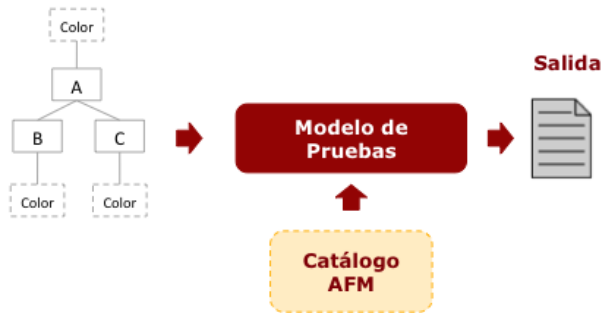 Color
A
B
C
Color
Color
Modelo de
Pruebas
Catálogo
AFM
Salida